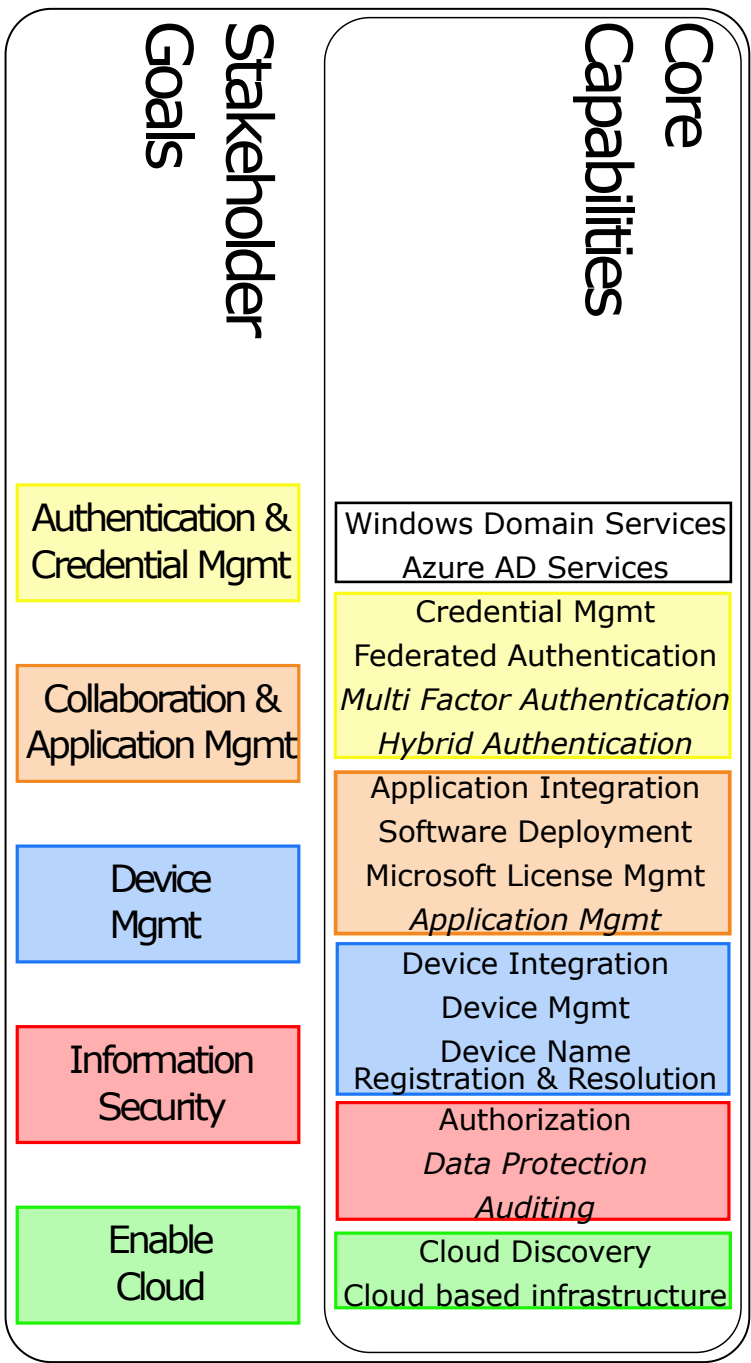 Stakeholder
Goals
Authentication &
Credential Mgmt
Collaboration &
Application Mgmt
Device
Mgmt
Information
Security
Enable
Cloud
Core
Capabilities
Windows Domain Services
Azure AD Services
Credential Mgmt
Federated Authentication
Multi Factor Authentication
Hybrid Authentication
Application Integration
Software Deployment
Microsoft License Mgmt
Application Mgmt
Device Integration
Device Mgmt
Device Name
Registration & Resolution
Authorization
Data Protection
Auditing
Cloud Discovery
Cloud based infrastructure